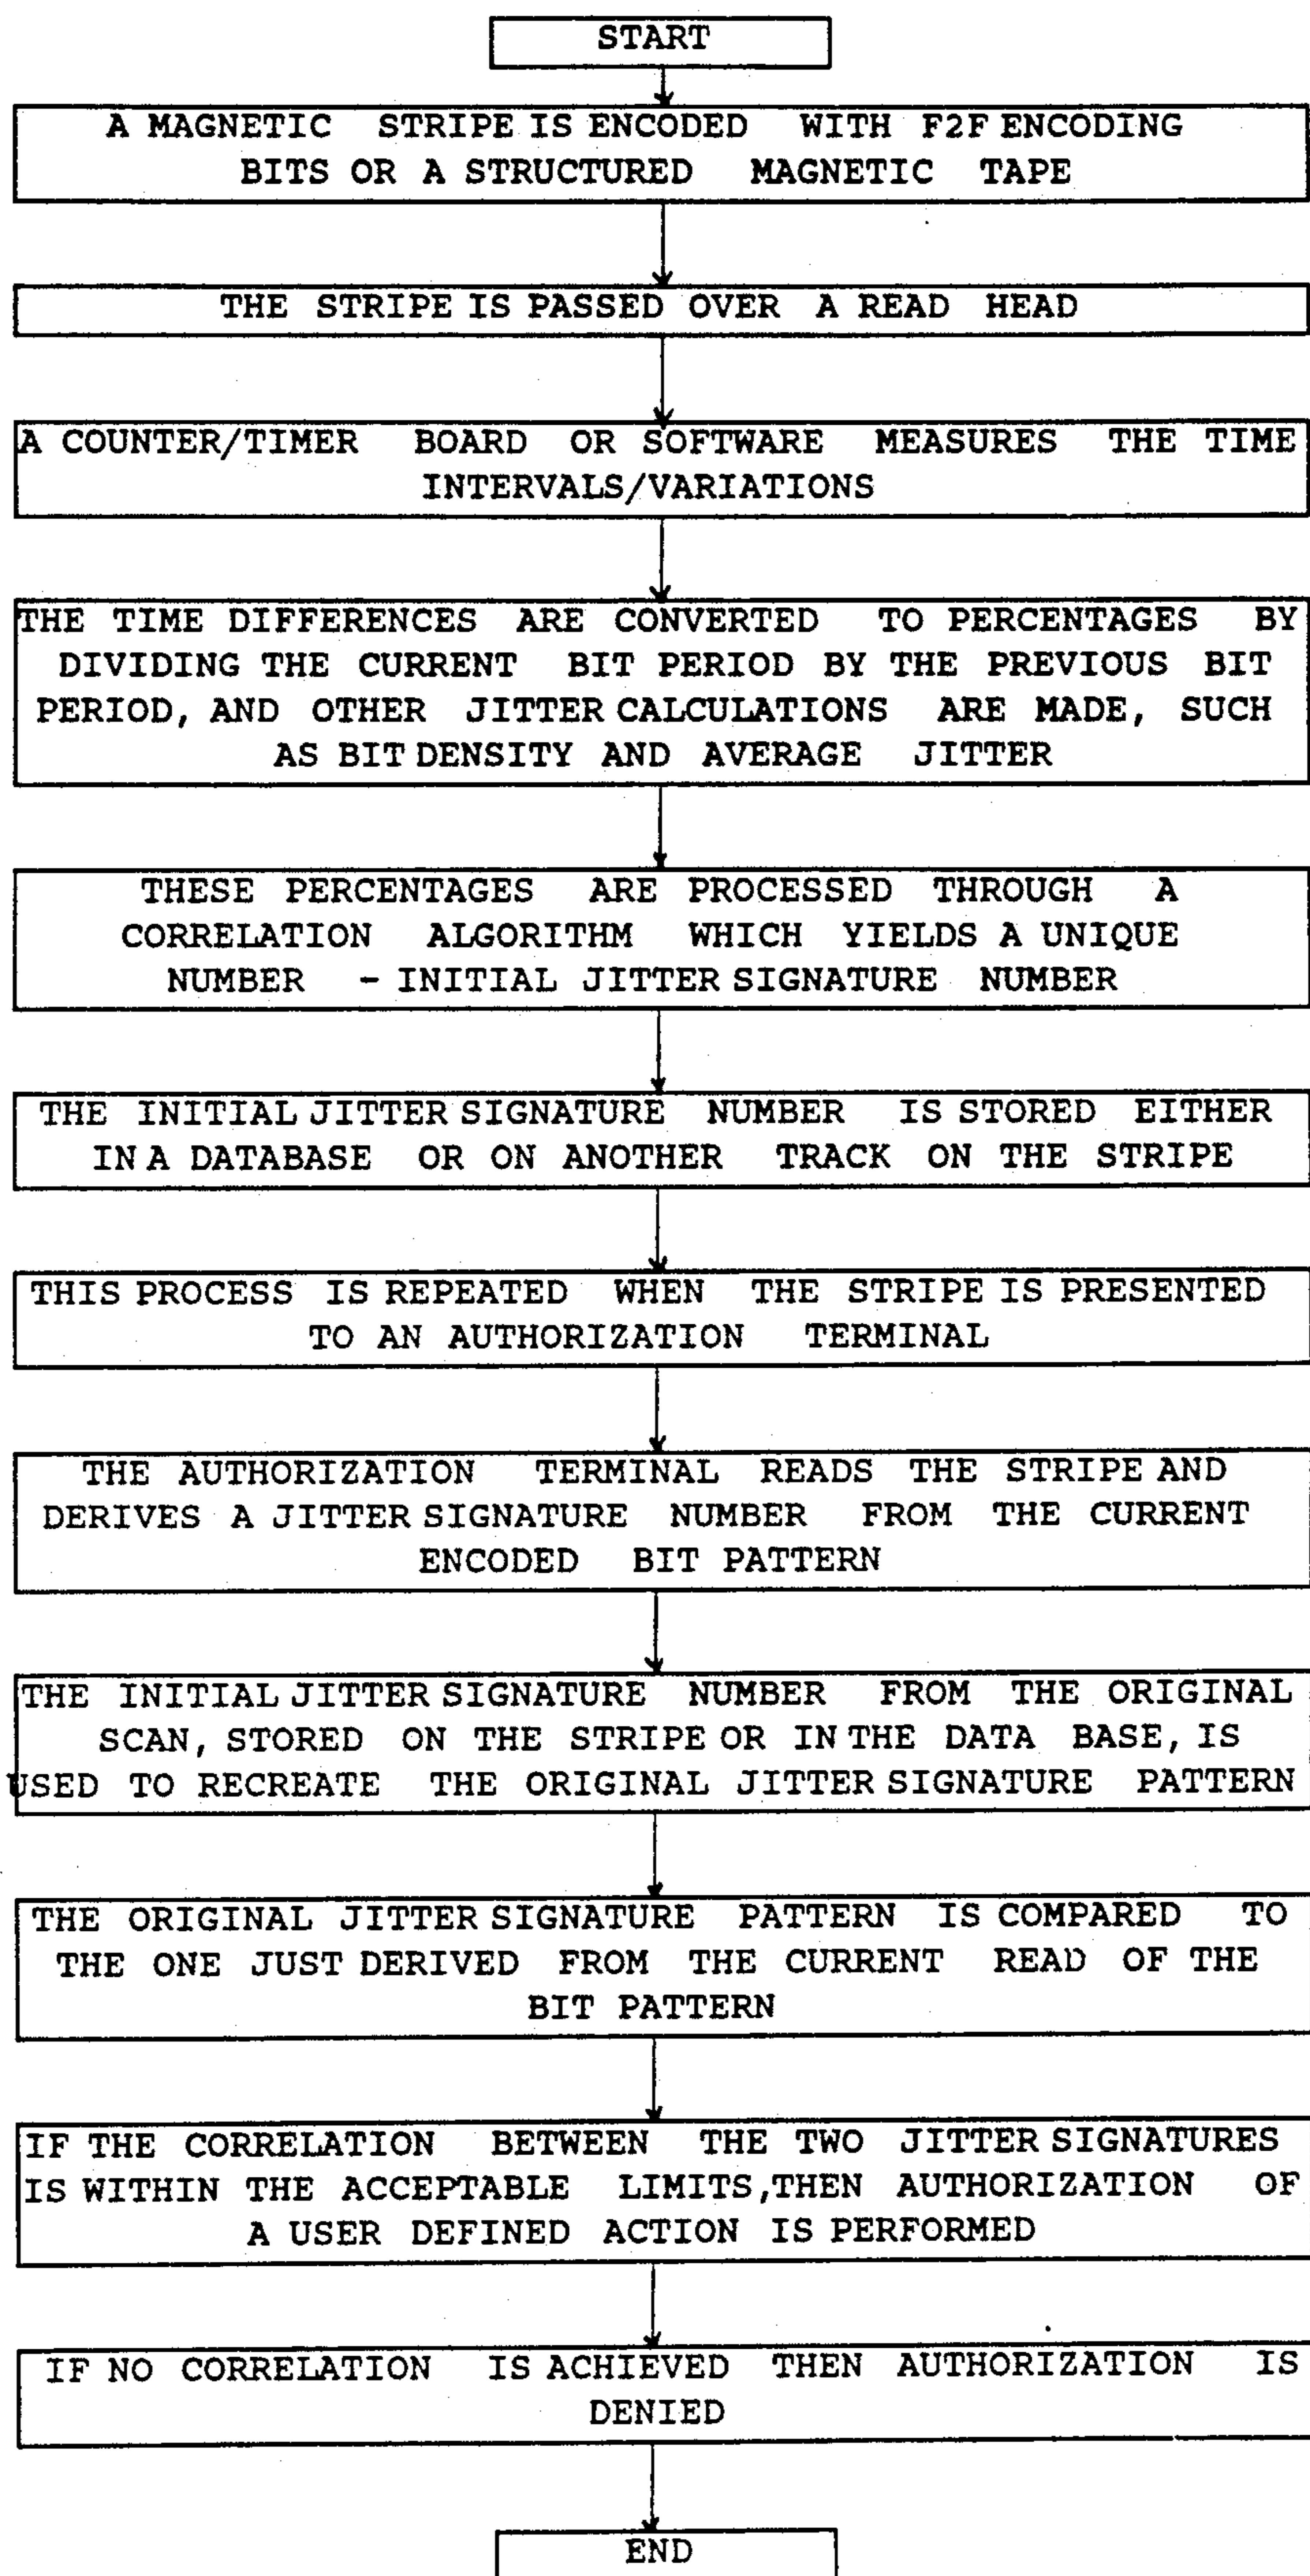 START
A MAGNETIC STRIPE IS ENCODED WITH F2F ENCODING
BITS OR A STRUCTURED MAGNETIC TAPE
THE STRIPE IS PASSED OVER A READ HEAD
A COUNTER/TIMER BOARD OR SOFTWARE MEASURES THE TIME
INTERVALS/VARIATIONS
THE TIME DIFFERENCES ARE CONVERTED TO PERCENTAGES BY
DIVIDING THE CURRENT BIT PERIOD BY THE PREVIOUS BIT
PERIOD, AND OTHER JITTER CALCULATIONS ARE MADE, SUCH
AS BIT DENSITY AND AVERAGE JITTER
THESE PERCENTAGES ARE PROCESSED THROUGH A
CORRELATION ALGORITHM WHICH YIELDS A UNIQUE
NUMBER - INITIAL JITTER SIGNATURE NUMBER
THE INITIAL JITTER SIGNATURE NUMBER IS STORED EITHER
IN A DATABASE OR ON ANOTHER TRACK ON THE STRIPE
THIS PROCESS IS REPEATED WHEN THE STRIPE IS PRESENTED
TO AN AUTHORIZATION TERMINAL
THE AUTHORIZATION TERMINAL READS THE STRIPE AND
DERIVES A JITTER SIGNATURE NUMBER FROM THE CURRENT
ENCODED BIT PATTERN
THE INITIAL JITTER SIGNATURE NUMBER FROM THE ORIGINAL
SCAN, STORED ON THE STRIPE OR IN THE DATA BASE, IS
USED TO RECREATE THE ORIGINAL JITTER SIGNATURE PATTERN
THE ORIGINAL JITTER SIGNATURE PATTERN IS COMPARED TO
THE ONE JUST DERIVED FROM THE CURRENT READ OF THE
BIT PATTERN
IF THE CORRELATION BETWEEN THE TWO JITTER SIGNATURES
IS WITHIN THE ACCEPTABLE LIMITS, THEN AUTHORIZATION OF
A USER DEFINED ACTION IS PERFORMED
IF NO CORRELATION IS ACHIEVED THEN AUTHORIZATION IS
DENIED
END